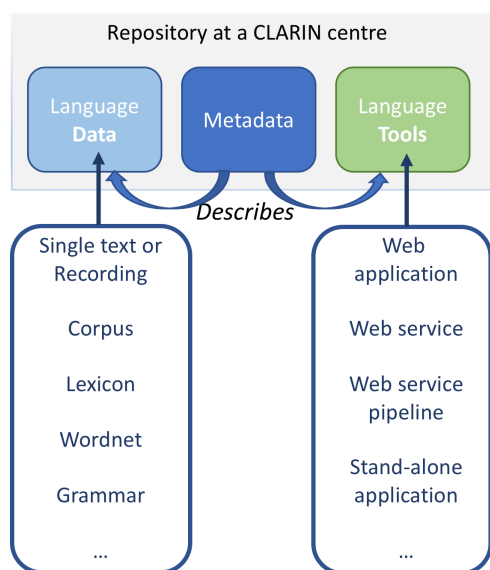 Repository at a CLARIN centre
Language
Data
Metadata
Language
Tools
Describes
Single text or
Recording
Corpus
Lexicon
Wordnet
Grammar
...
Web
application
Web service
Web service
pipeline
Stand-alone
application
...